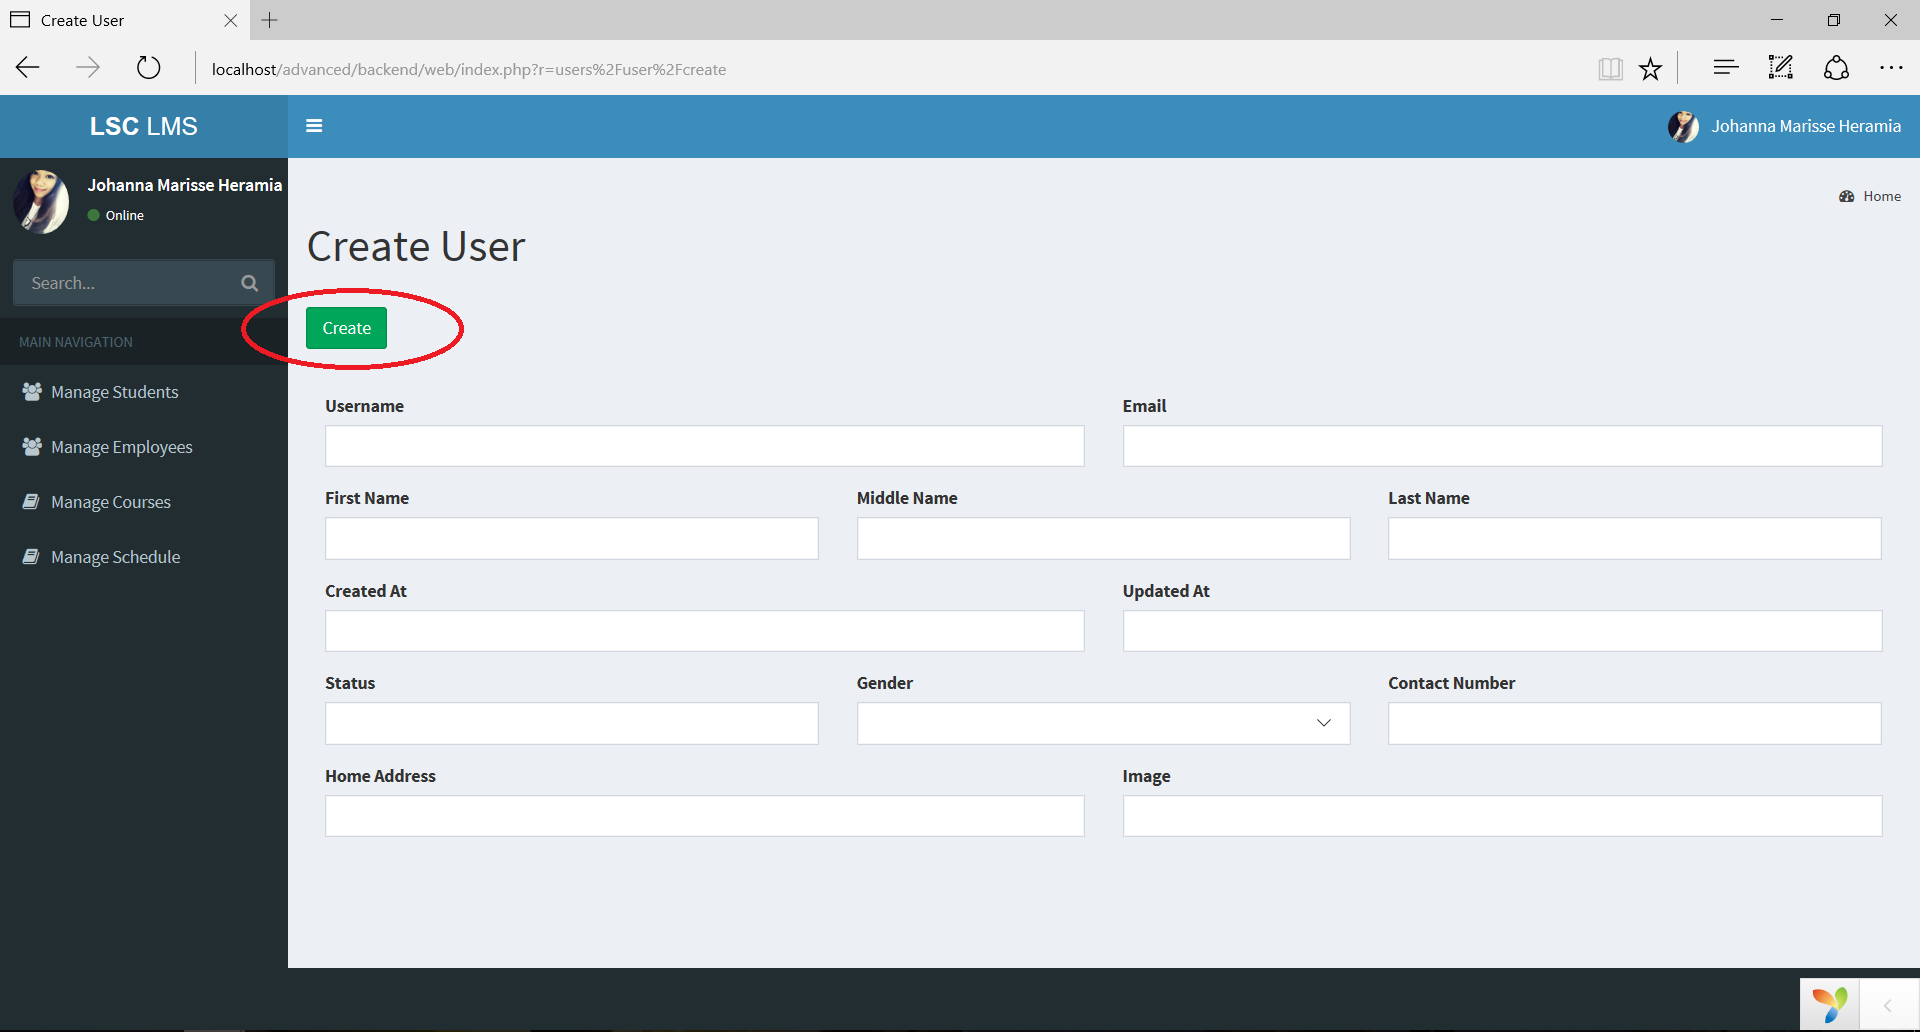 Create User
localhost/advanced/backend/web/index.php?r=users%2Fuser%2Fcreate
LSC LMS
Johanna Marisse Heramia
Johanna Marisse Heramia
Online
Home
Create User
Search...
Create
MAIN NAVIGATION
Manage Students
Manage Employees
Manage Courses
Manage Schedule
Username Email
First Name Middle Name Last Name
Created At Updated At
Status Gender Contact Number
Home Address Image